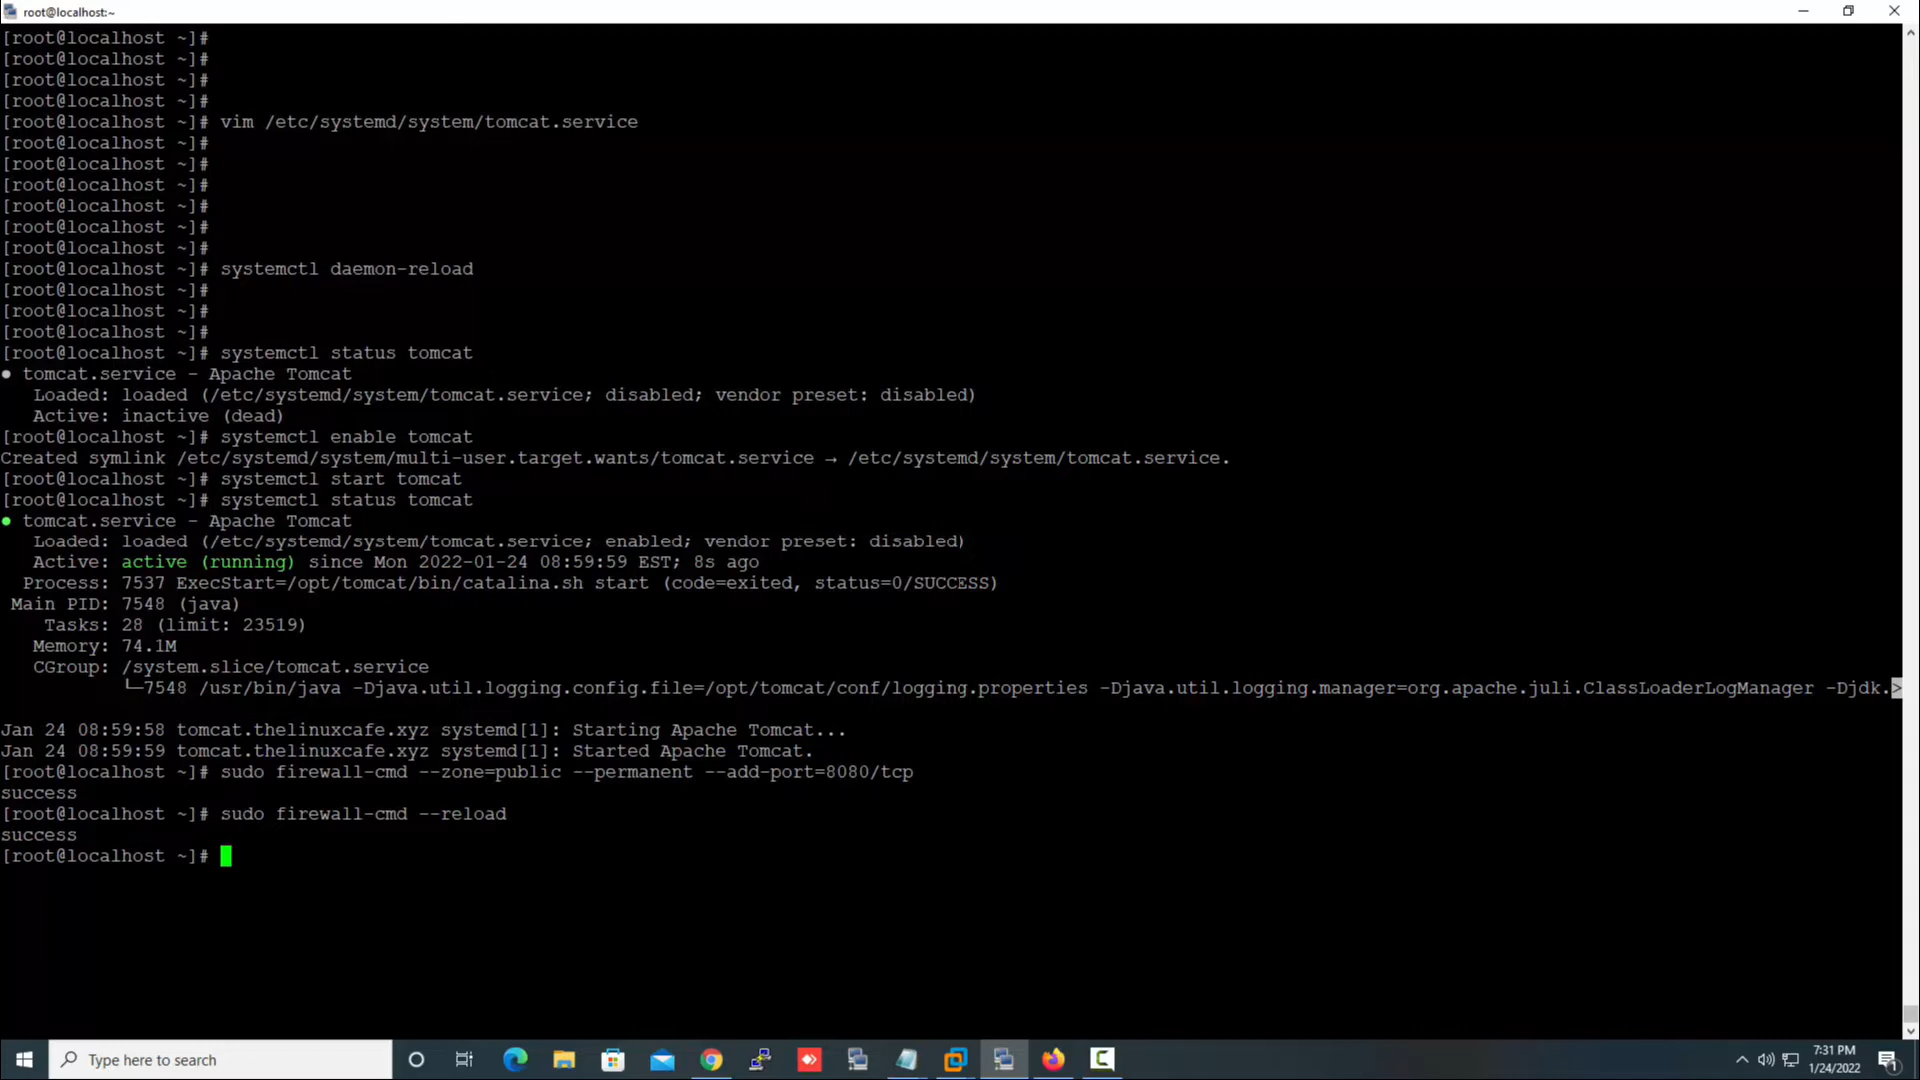 root@localhost:~
[root@localhost ~]#
[root@localhost ~]#
[root@localhost ~]#
[root@localhost ~]#
[root@localhost ~]# vim /etc/systemd/system/tomcat.service
[root@localhost ~]#
[root@localhost ~]#
[root@localhost ~]#
[root@localhost ~]#
[root@localhost ~]#
[root@localhost ~]#
[root@localhost ~]# systemctl daemon-reload
[root@localhost ~]#
[root@localhost ~]#
[root@localhost ~]#
[root@localhost ~]# systemctl status tomcat
● tomcat.service - Apache Tomcat
   Loaded: loaded (/etc/systemd/system/tomcat.service; disabled; vendor preset: disabled)
   Active: inactive (dead)
[root@localhost ~]# systemctl enable tomcat
Created symlink /etc/systemd/system/multi-user.target.wants/tomcat.service → /etc/systemd/system/tomcat.service.
[root@localhost ~]# systemctl start tomcat
[root@localhost ~]# systemctl status tomcat
● tomcat.service - Apache Tomcat
   Loaded: loaded (/etc/systemd/system/tomcat.service; enabled; vendor preset: disabled)
   Active: active (running) since Mon 2022-01-24 08:59:59 EST; 8s ago
  Process: 7537 ExecStart=/opt/tomcat/bin/catalina.sh start (code=exited, status=0/SUCCESS)
 Main PID: 7548 (java)
    Tasks: 28 (limit: 23519)
   Memory: 74.1M
   CGroup: /system.slice/tomcat.service
           └─7548 /usr/bin/java -Djava.util.logging.config.file=/opt/tomcat/conf/logging.properties -Djava.util.logging.manager=org.apache.juli.ClassLoaderLogManager -Djdk.>
Jan 24 08:59:58 tomcat.thelinuxcafe.xyz systemd[1]: Starting Apache Tomcat...
Jan 24 08:59:59 tomcat.thelinuxcafe.xyz systemd[1]: Started Apache Tomcat.
[root@localhost ~]# sudo firewall-cmd --zone=public --permanent --add-port=8080/tcp
success
[root@localhost ~]# sudo firewall-cmd --reload
success
[root@localhost ~]#
Type here to search
7:31 PM
1/24/2022
1